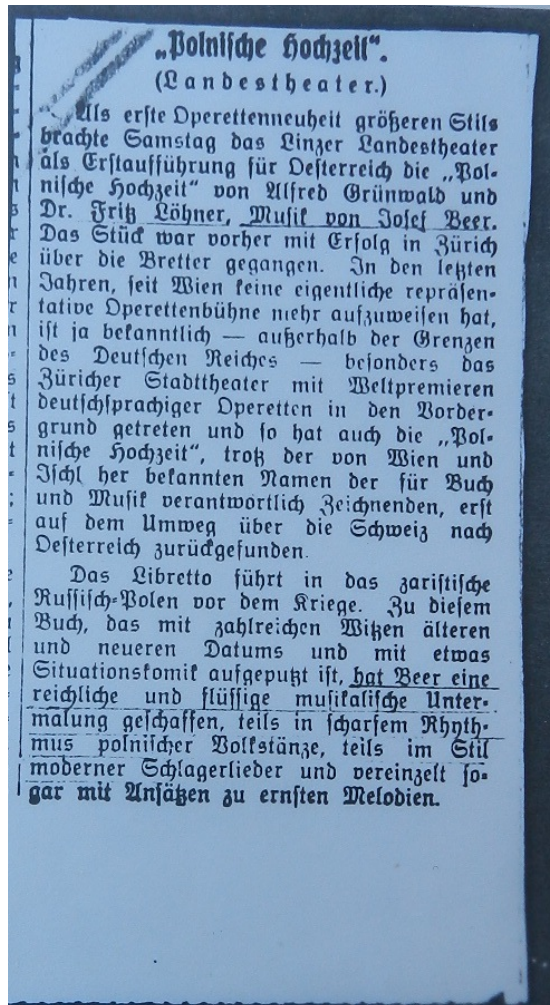 „Polnische Hochzeit“.
(Landestheater.)
Als erste Operettenneuheit größeren Stils
brachte Samstag das Linzer Landestheater
als Erstaufführung für Oesterreich die „Pol-
nische Hochzeit“ von Alfred Grünwald und
Dr. Fritz Löhner, Musik von Josef Beer.
Das Stück war vorher mit Erfolg in Zürich
über die Bretter gegangen. In den letzten
Jahren, seit Wien keine eigentliche repräsen-
tative Operettenbühne mehr aufzuweisen hat,
ist ja bekanntlich — außerhalb der Grenzen
des Deutschen Reiches — besonders das
Züricher Stadttheater mit Weltpremieren
deutschsprachiger Operetten in den Vorder-
grund getreten und so hat auch die „Pol-
nische Hochzeit“, trotz der von Wien und
Ischl her bekannten Namen der für Buch
und Musik verantwortlich Zeichnenden, erst
auf dem Umweg über die Schweiz nach
Oesterreich zurückgefunden.
Das Libretto führt in das zaristische
Russisch-Polen vor dem Kriege. Zu diesem
Buch, das mit zahlreichen Witzen älteren
und neueren Datums und mit etwas
Situationskomik aufgeputzt ist, hat Beer eine
reichliche und flüssige musikalische Unter-
malung geschaffen, teils in scharfem Rhyth-
mus polnischer Volkstänze, teils im Stil
moderner Schlagerlieder und vereinzelt so-
gar mit Ansätzen zu ernsten Melodien.